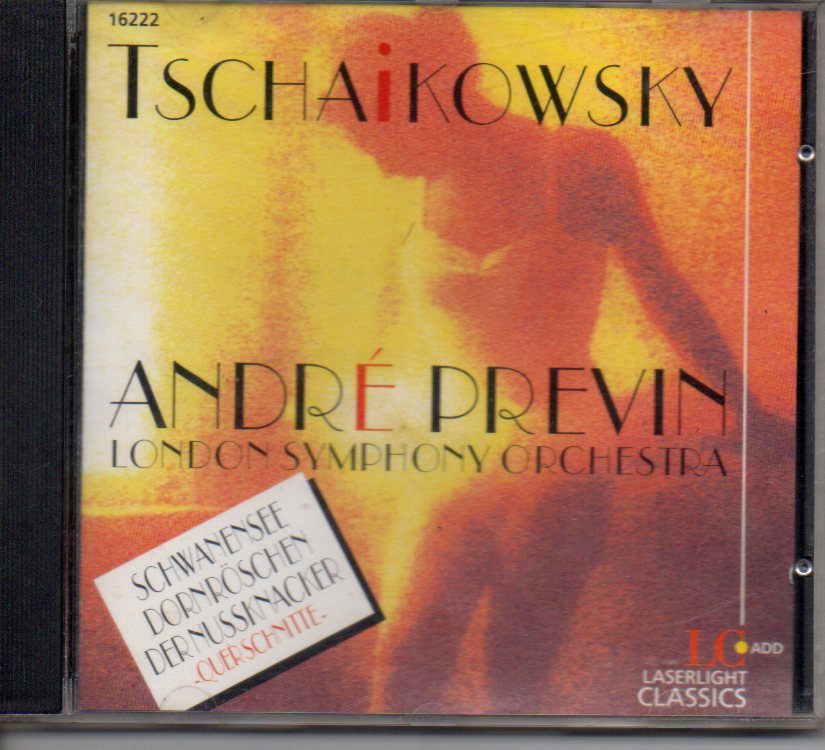 16222
TSCHAiKOWSKY
ANDRÉ PREVIN
LONDON SYMPHONY ORCHESTRA
SCHWANENSEE
DORNRÖSCHEN
DER NUSSKNACKER
-QUERSCHNITTE-
LC ADD
LASERLIGHT
CLASSICS